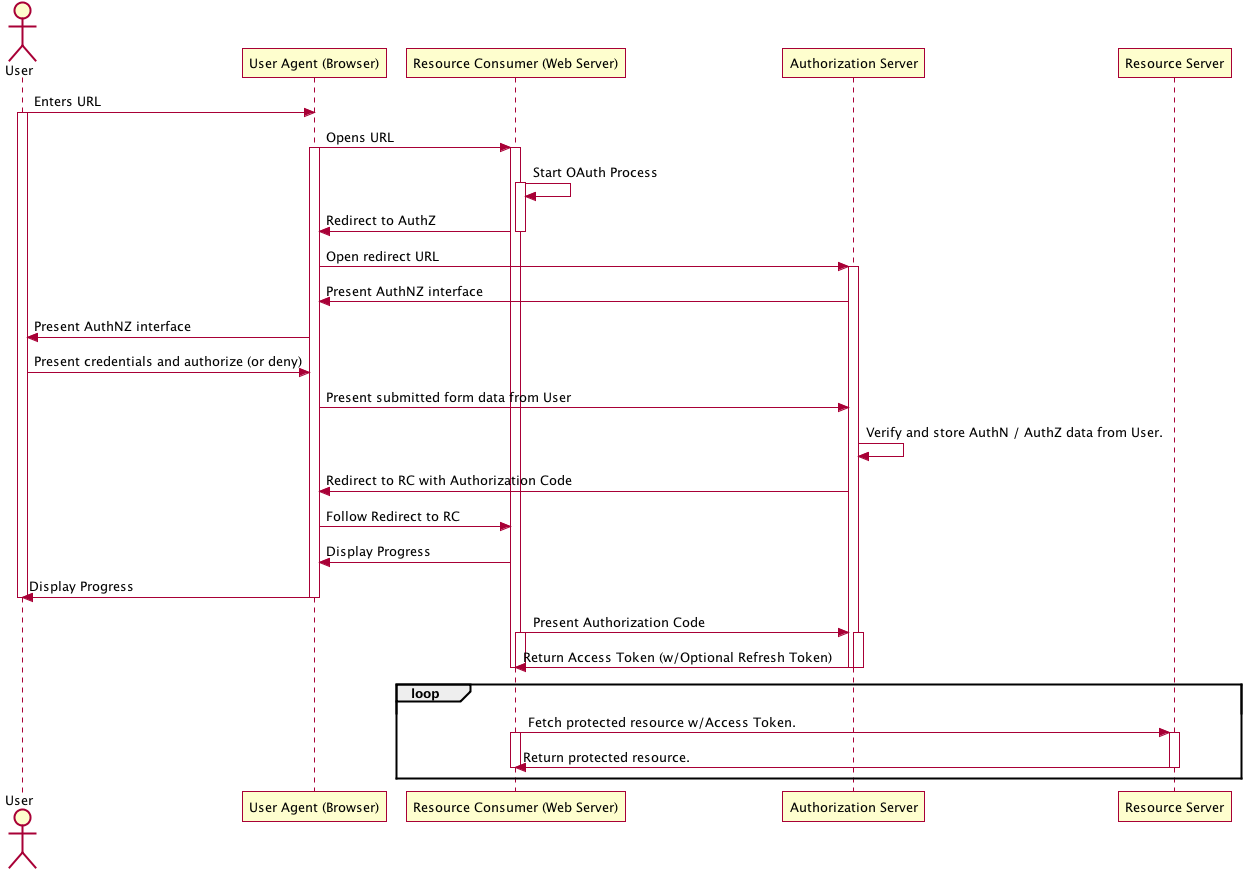 User
User Agent (Browser)
Resource Consumer (Web Server)
Authorization Server
Resource Server
Enters URL
Opens URL
Start OAuth Process
Redirect to AuthZ
Open redirect URL
Present AuthNZ interface
Present AuthNZ interface
Present credentials and authorize (or deny)
Present submitted form data from User
Verify and store AuthN / AuthZ data from User.
Redirect to RC with Authorization Code
Follow Redirect to RC
Display Progress
Display Progress
Present Authorization Code
Return Access Token (w/Optional Refresh Token)
loop
Fetch protected resource w/Access Token.
Return protected resource.
User
User Agent (Browser)
Resource Consumer (Web Server)
Authorization Server
Resource Server